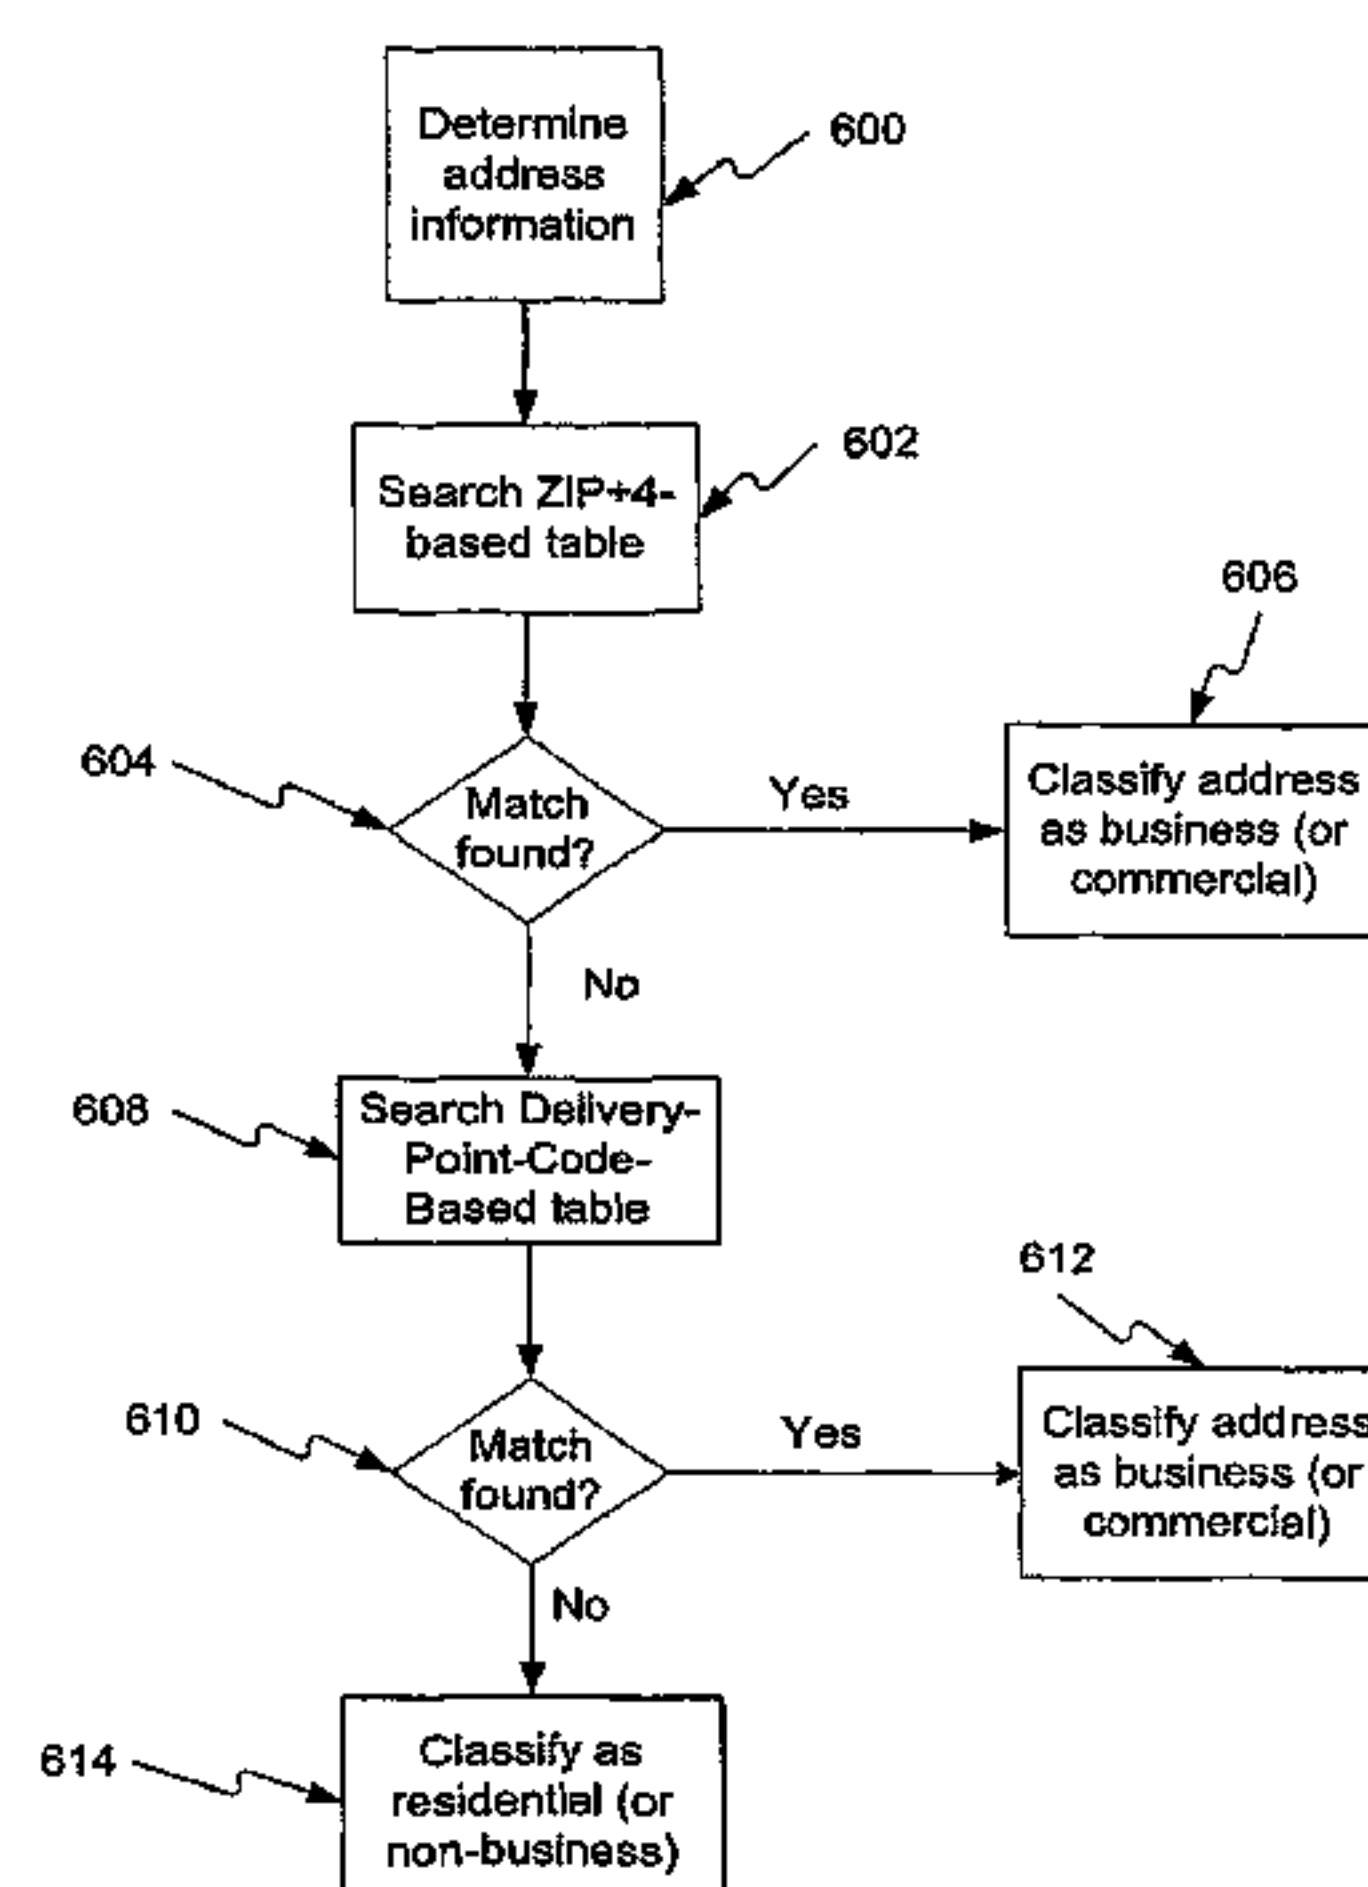 Determine
address
information
600
Search ZIP+4-
based table
602
606
604
Match
found?
Yes
Classify address
as business (or
commercial)
No
608
Search Delivery-
Point-Code-
Based table
612
610
Match
found?
Yes
Classify address
as business (or
commercial)
No
614
Classify as
residential (or
non-business)